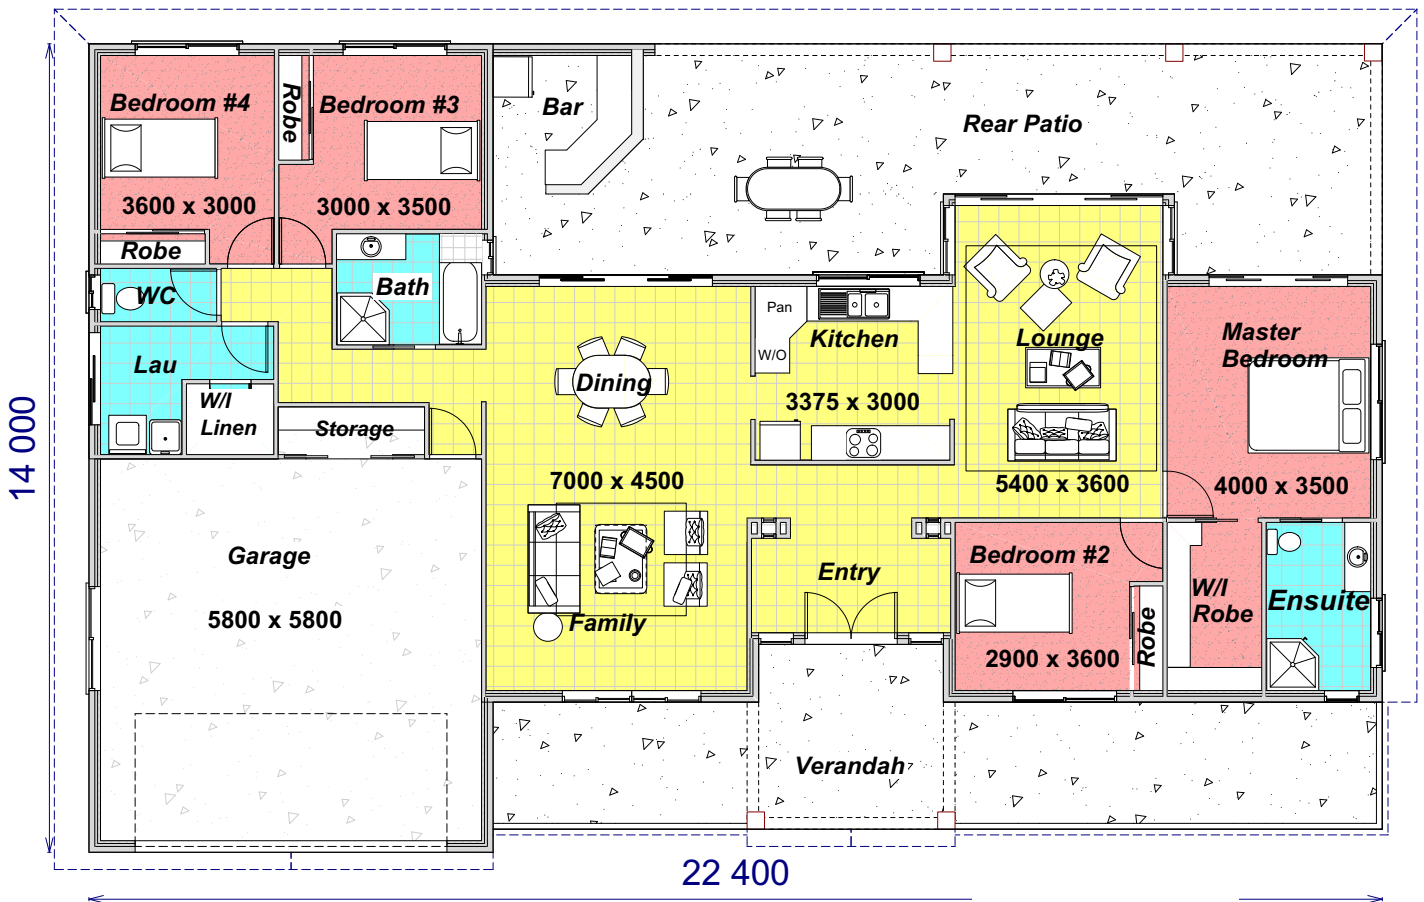 Bedroom #4
3600 x 3000
Robe
Robe
Bedroom #3
3000 x 3500
Bar
Rear Patio
WC
Bath
Lau
W/I
Linen
Storage
Dining
7000 x 4500
Family
Pan
W/O
Kitchen
3375 x 3000
Lounge
5400 x 3600
Master
Bedroom
4000 x 3500
Garage
5800 x 5800
Entry
Bedroom #2
2900 x 3600
Robe
W/I
Robe
Ensuite
Verandah
14 000
22 400